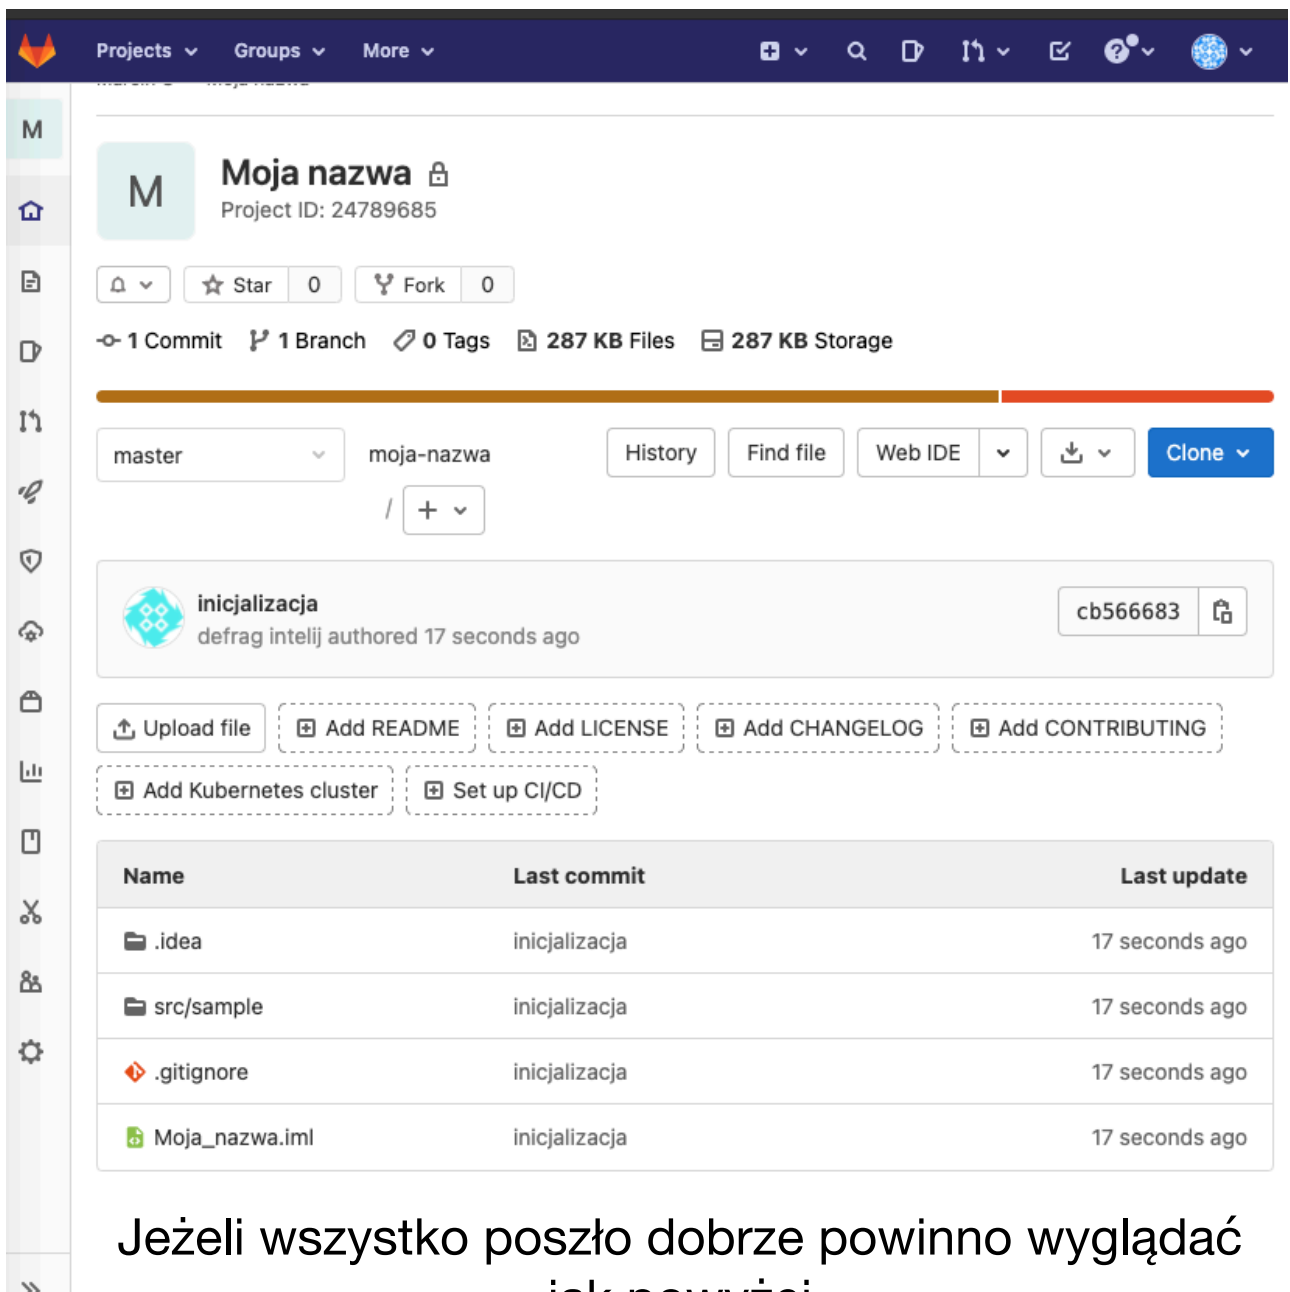 Projects Groups More
M
M
Moja nazwa
Project ID: 24789685
Star 0 Fork 0
1 Commit 1 Branch 0 Tags 287 KB Files 287 KB Storage
master moja-nazwa History Find file Web IDE Clone
/ +
inicjalizacja
defrag intelij authored 17 seconds ago
cb566683
Upload file Add README Add LICENSE Add CHANGELOG Add CONTRIBUTING
Add Kubernetes cluster Set up CI/CD
Name Last commit Last update
.idea inicjalizacja 17 seconds ago
src/sample inicjalizacja 17 seconds ago
.gitignore inicjalizacja 17 seconds ago
Moja_nazwa.iml inicjalizacja 17 seconds ago
Jeżeli wszystko poszło dobrze powinno wyglądać
jak powyżej